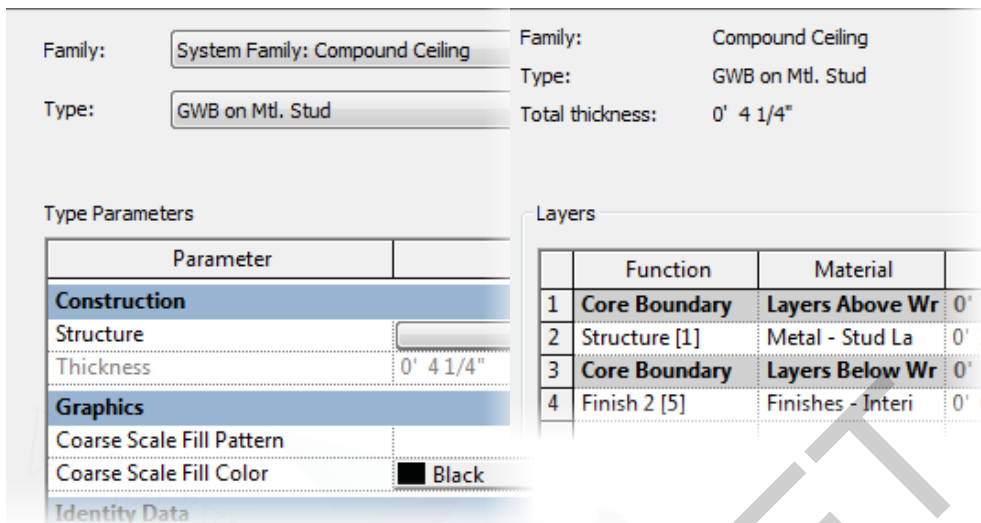 Family:
System Family: Compound Ceiling
Type:
GWB on Mtl. Stud
Type Parameters
Parameter
Construction
Structure
Thickness 0' 4 1/4"
Graphics
Coarse Scale Fill Pattern
Coarse Scale Fill Color Black
Identity Data
Family: Compound Ceiling
Type: GWB on Mtl. Stud
Total thickness: 0' 4 1/4"
Layers
Function Material
1 Core Boundary Layers Above Wr 0'
2 Structure [1] Metal - Stud La 0'
3 Core Boundary Layers Below Wr 0'
4 Finish 2 [5] Finishes - Interi 0'